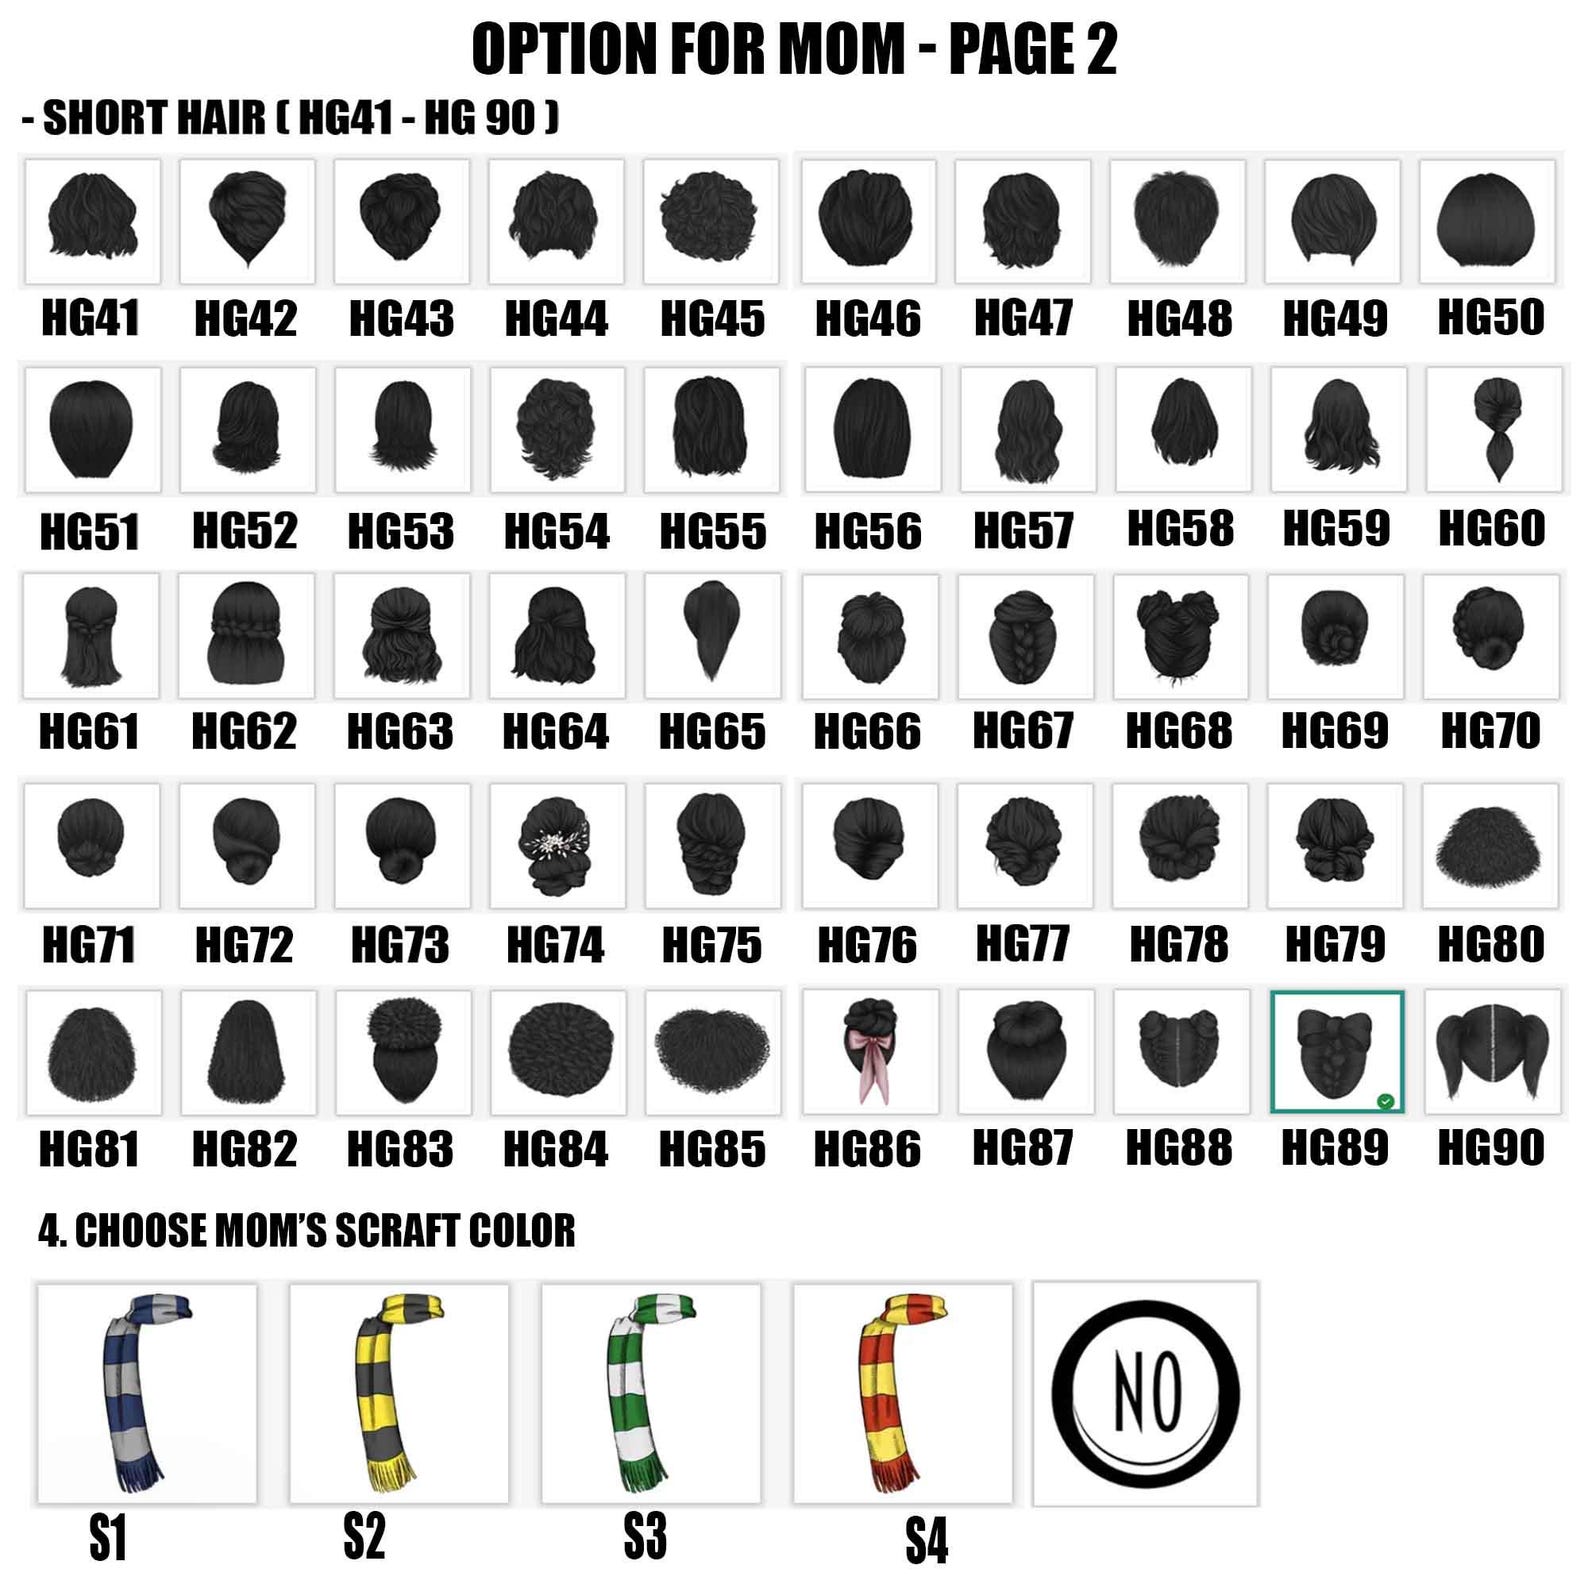 OPTION FOR MOM - PAGE 2
- SHORT HAIR ( HG41 - HG 90 )
HG41 HG42 HG43 HG44 HG45 HG46 HG47 HG48 HG49 HG50
HG51 HG52 HG53 HG54 HG55 HG56 HG57 HG58 HG59 HG60
HG61 HG62 HG63 HG64 HG65 HG66 HG67 HG68 HG69 HG70
HG71 HG72 HG73 HG74 HG75 HG76 HG77 HG78 HG79 HG80
HG81 HG82 HG83 HG84 HG85 HG86 HG87 HG88 HG89 HG90
4. CHOOSE MOM'S SCRAFT COLOR
NO
S1 S2 S3 S4